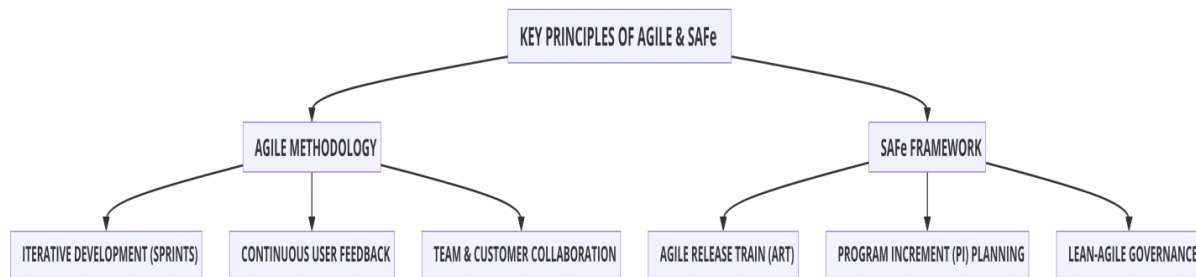 KEY PRINCIPLES OF AGILE & SAFe
AGILE METHODOLOGY
SAFe FRAMEWORK
ITERATIVE DEVELOPMENT (SPRINTS)
CONTINUOUS USER FEEDBACK
TEAM & CUSTOMER COLLABORATION
AGILE RELEASE TRAIN (ART)
PROGRAM INCREMENT (PI) PLANNING
LEAN-AGILE GOVERNANCE